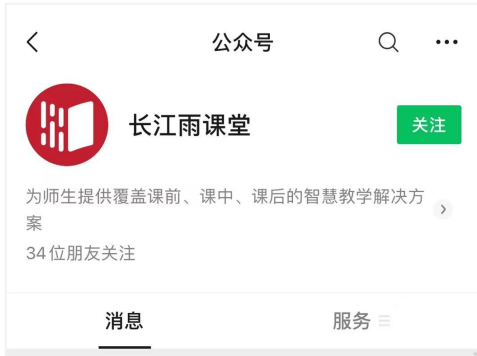 公众号
长江雨课堂
关注
为师生提供覆盖课前、课中、课后的智慧教学解决方
案
34位朋友关注
消息
服务